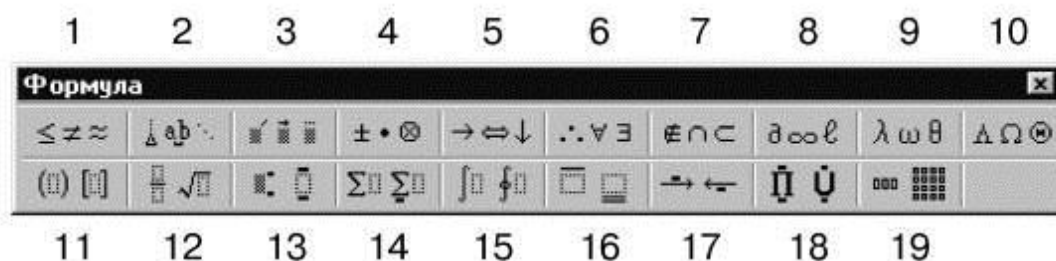 1 2 3 4 5 6 7 8 9 10
Формула
≤ ≠ ≈ a͟b ⋱ ± • ⊗ → ⇔ ↓ ∴ ∀ ∃ ∉ ∩ ⊂ ∂ ∞ ℓ λ ω θ Λ Ω Θ
(▯) [▯] √▯ Σ▯ Σ▯ ∫▯ ∮▯ → ← Π Ụ
11 12 13 14 15 16 17 18 19